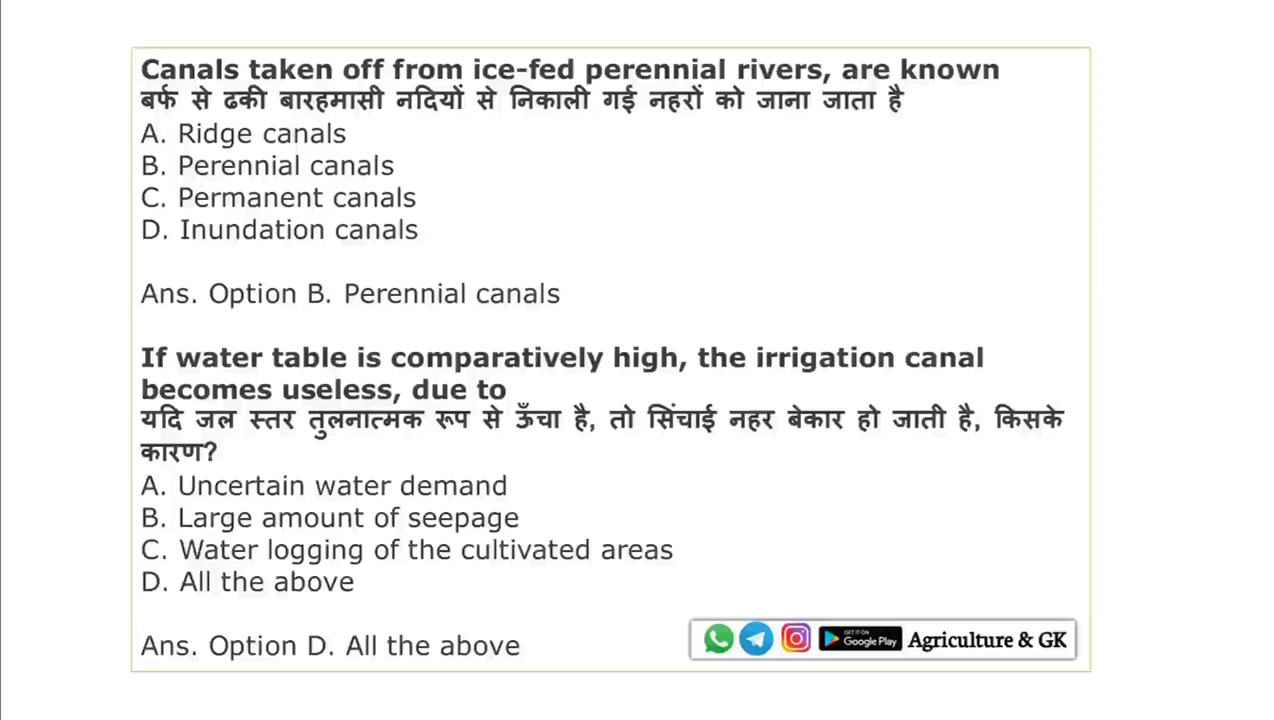 Canals taken off from ice-fed perennial rivers, are known
बर्फ से ढकी बारहमासी नदियों से निकाली गई नहरों को जाना जाता है
A. Ridge canals
B. Perennial canals
C. Permanent canals
D. Inundation canals
Ans. Option B. Perennial canals
If water table is comparatively high, the irrigation canal
becomes useless, due to
यदि जल स्तर तुलनात्मक रूप से ऊँचा है, तो सिंचाई नहर बेकार हो जाती है, किसके
कारण?
A. Uncertain water demand
B. Large amount of seepage
C. Water logging of the cultivated areas
D. All the above
Ans. Option D. All the above
GET IT ON
Google Play
Agriculture & GK